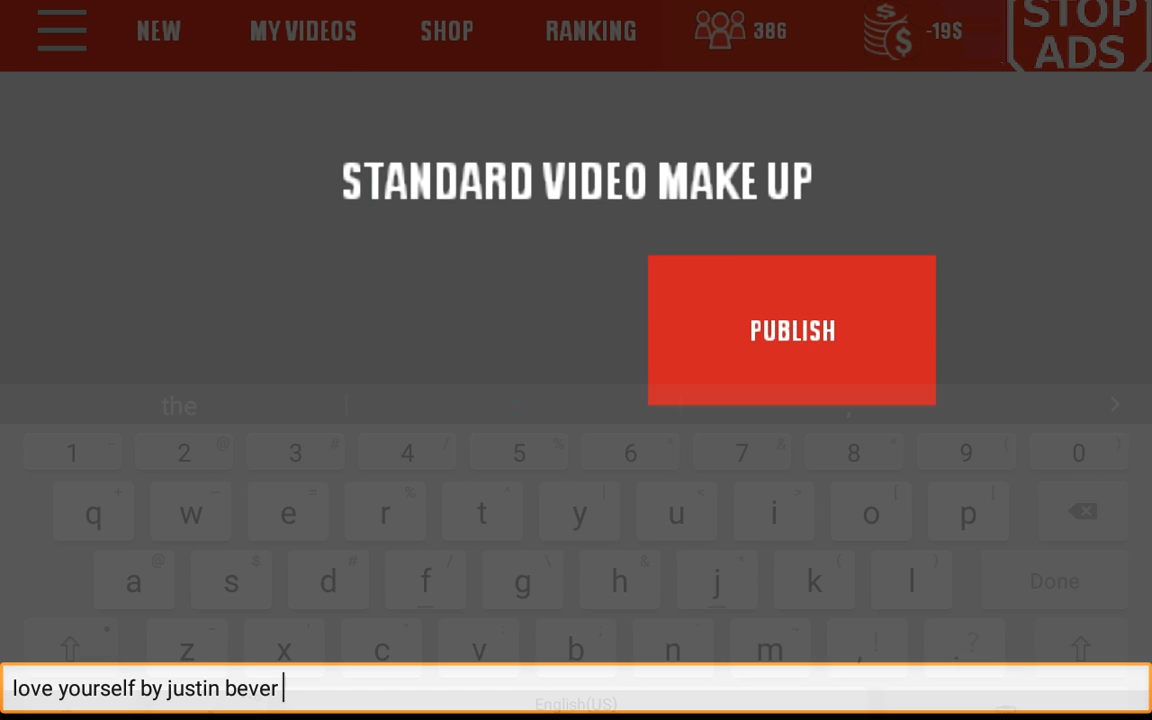 NEW MY VIDEOS SHOP RANKING 386 -19$ STOP ADS
STANDARD VIDEO MAKE UP
PUBLISH
the ,
1 2 3 4 5 6 7 8 9 0
q w e r t y u i o p
a s d f g h j k l Done
z x c v b n m , ! . ?
love yourself by justin bever
English(US)